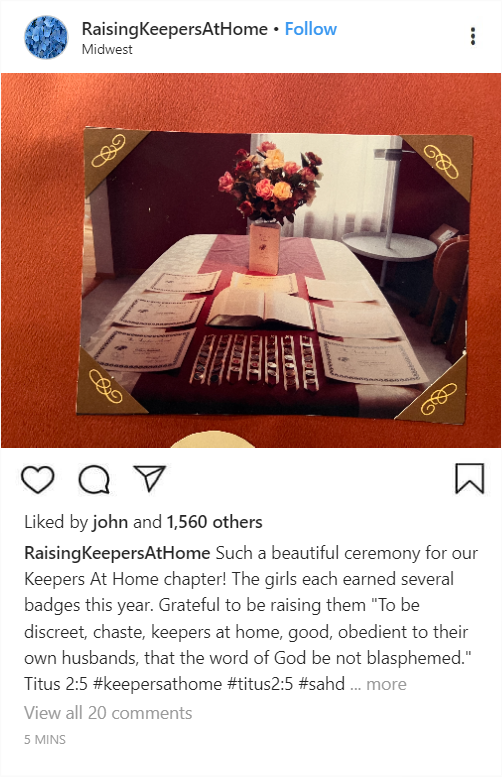 RaisingKeepersAtHome • Follow
Midwest
Liked by john and 1,560 others
RaisingKeepersAtHome Such a beautiful ceremony for our
Keepers At Home chapter! The girls each earned several
badges this year. Grateful to be raising them "To be
discreet, chaste, keepers at home, good, obedient to their
own husbands, that the word of God be not blasphemed."
Titus 2:5 #keepersathome #titus2:5 #sahd ... more
View all 20 comments
5 MINS